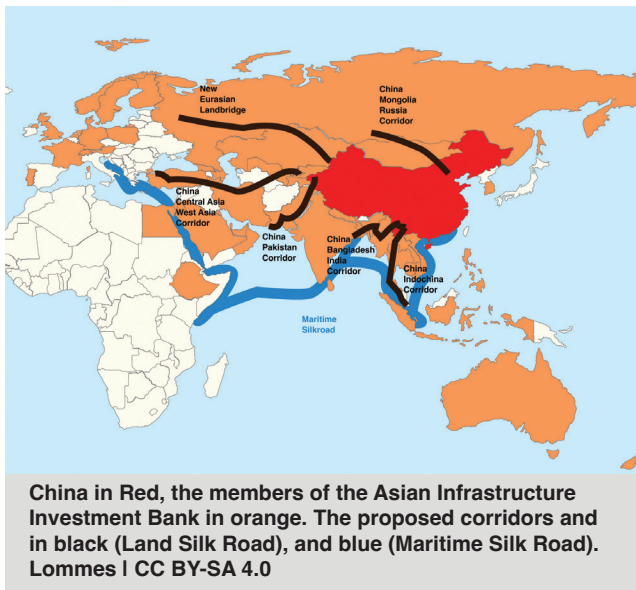 New
Eurasian
Landbridge
China
Mongolia
Russia
Corridor
China
Central Asia
West Asia
Corridor
China
Pakistan
Corridor
China
Bangladesh
India
Corridor
China
Indochina
Corridor
Maritime
Silkroad
China in Red, the members of the Asian Infrastructure
Investment Bank in orange. The proposed corridors and
in black (Land Silk Road), and blue (Maritime Silk Road).
Lommes | CC BY-SA 4.0